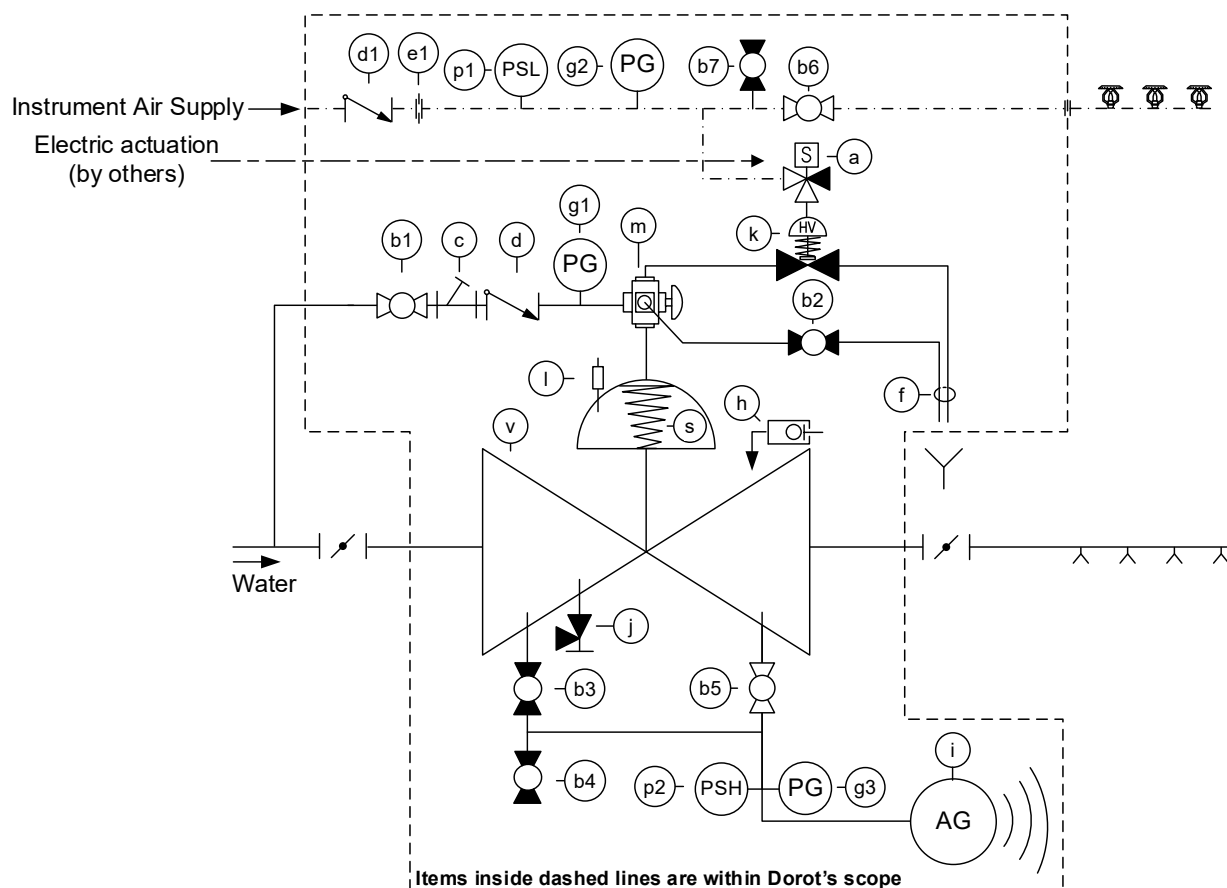 d1
e1
p1
PSL
g2
PG
b7
b6
Instrument Air Supply
Electric actuation
(by others)
S
a
g1
m
k
HV
b1
c
d
PG
b2
l
f
h
v
s
Water
j
b3
b5
b4
p2
PSH
PG
g3
i
AG
Items inside dashed lines are within Dorot's scope